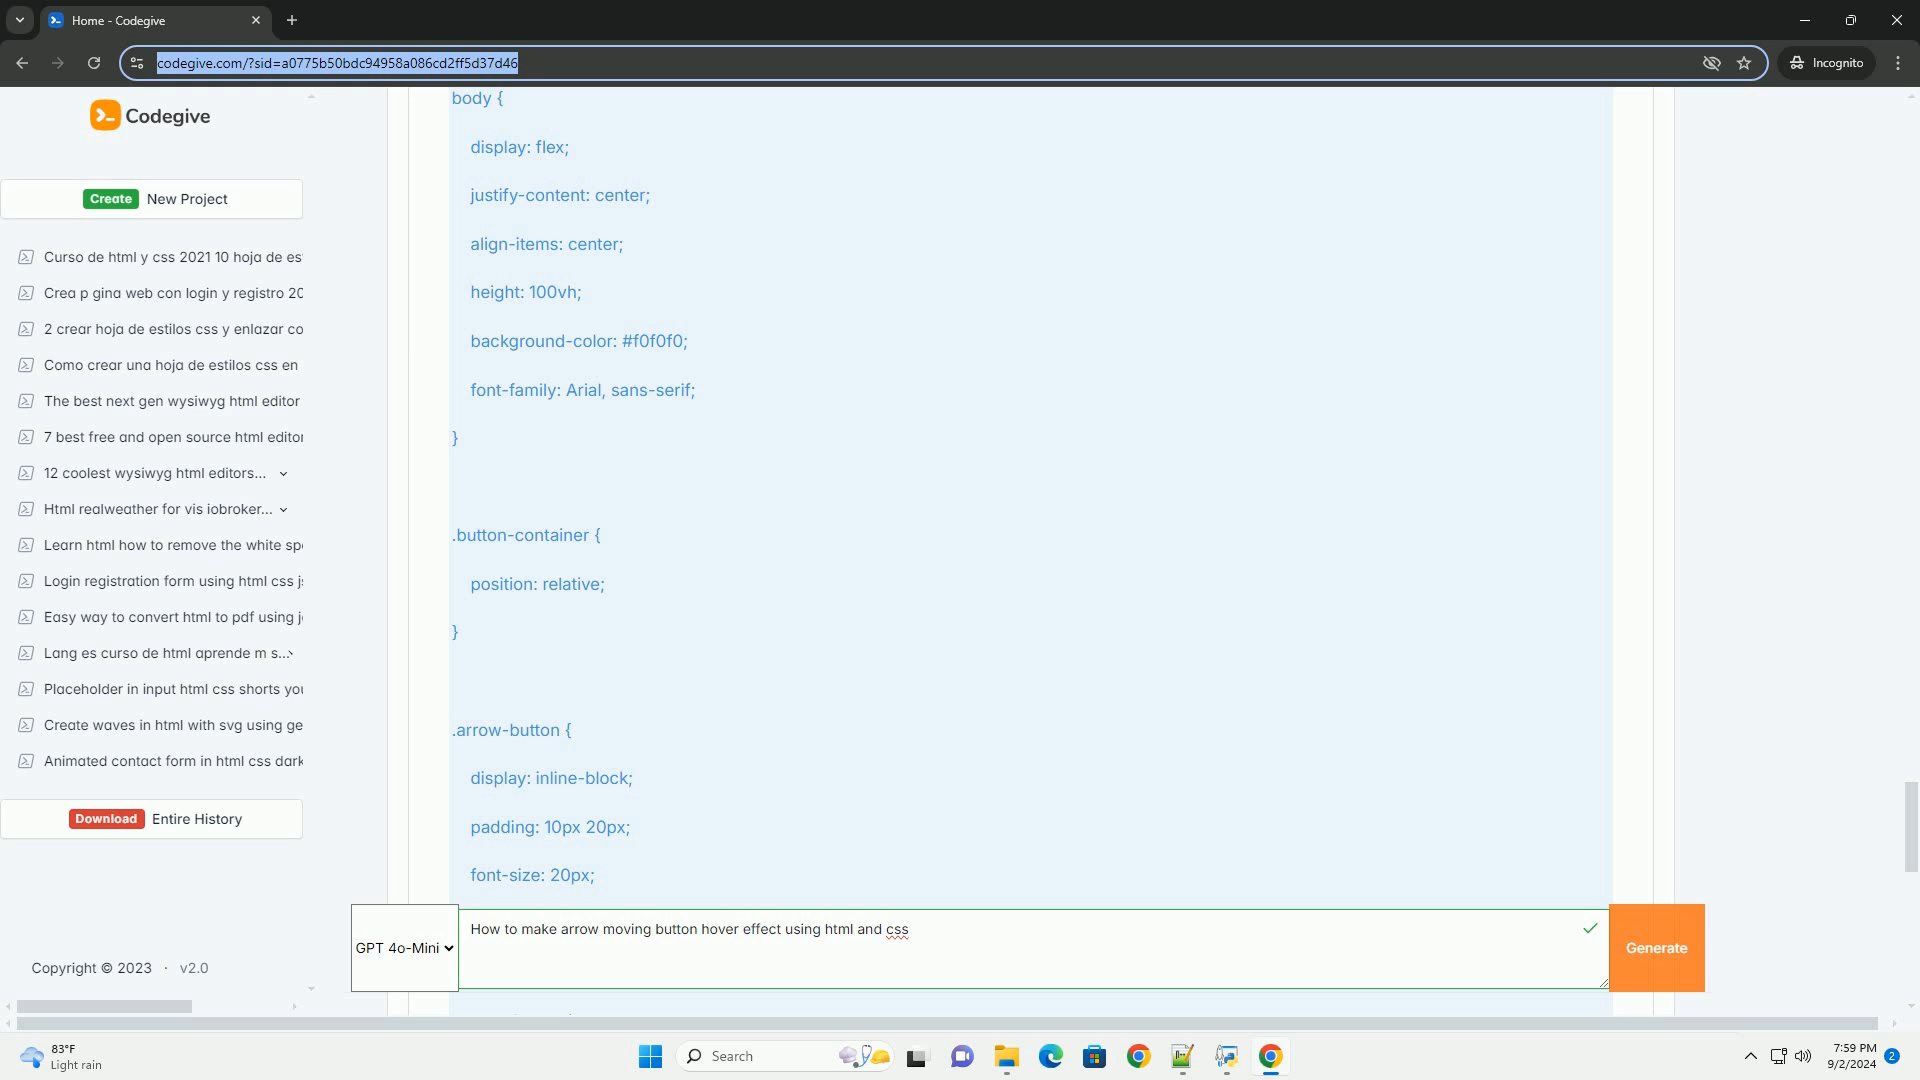 Home - Codegive
codegive.com/?sid=a0775b50bdc94958a086cd2ff5d37d46
Incognito
Codegive
Create New Project
Curso de html y css 2021 10 hoja de es
Crea p gina web con login y registro 20
2 crear hoja de estilos css y enlazar co
Como crear una hoja de estilos css en
The best next gen wysiwyg html editor
7 best free and open source html editor
12 coolest wysiwyg html editors...
Html realweather for vis iobroker...
Learn html how to remove the white sp
Login registration form using html css j
Easy way to convert html to pdf using j
Lang es curso de html aprende m s...
Placeholder in input html css shorts you
Create waves in html with svg using ge
Animated contact form in html css dark
Download Entire History
Copyright © 2023 · v2.0
body {
display: flex;
justify-content: center;
align-items: center;
height: 100vh;
background-color: #f0f0f0;
font-family: Arial, sans-serif;
}
.button-container {
position: relative;
}
.arrow-button {
display: inline-block;
padding: 10px 20px;
font-size: 20px;
GPT 4o-Mini
How to make arrow moving button hover effect using html and css
Generate
83°F
Light rain
Search
7:59 PM
9/2/2024
2